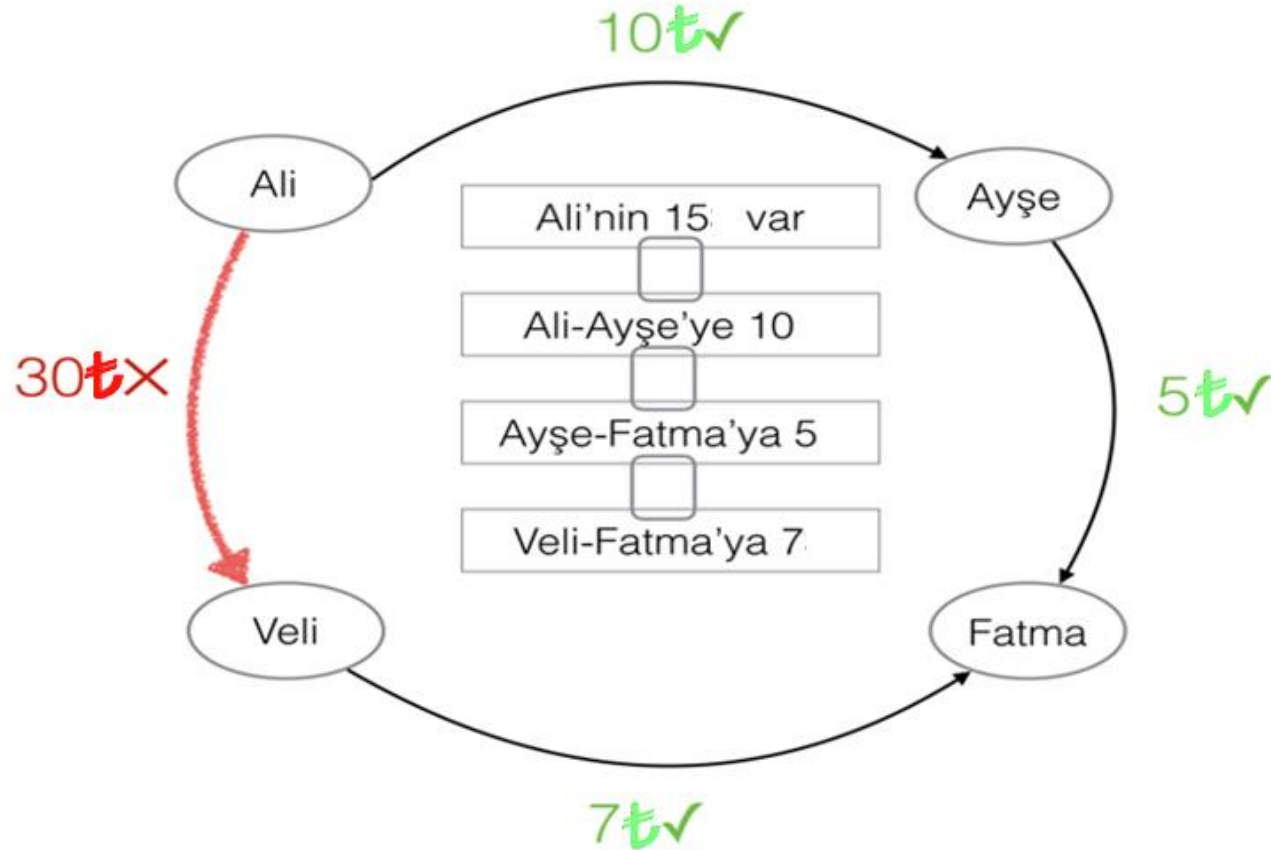 10₺✓
Ali
Ayşe
Ali'nin 15 var
Ali-Ayşe'ye 10
30₺×
5₺✓
Ayşe-Fatma'ya 5
Veli-Fatma'ya 7
Veli
Fatma
7₺✓